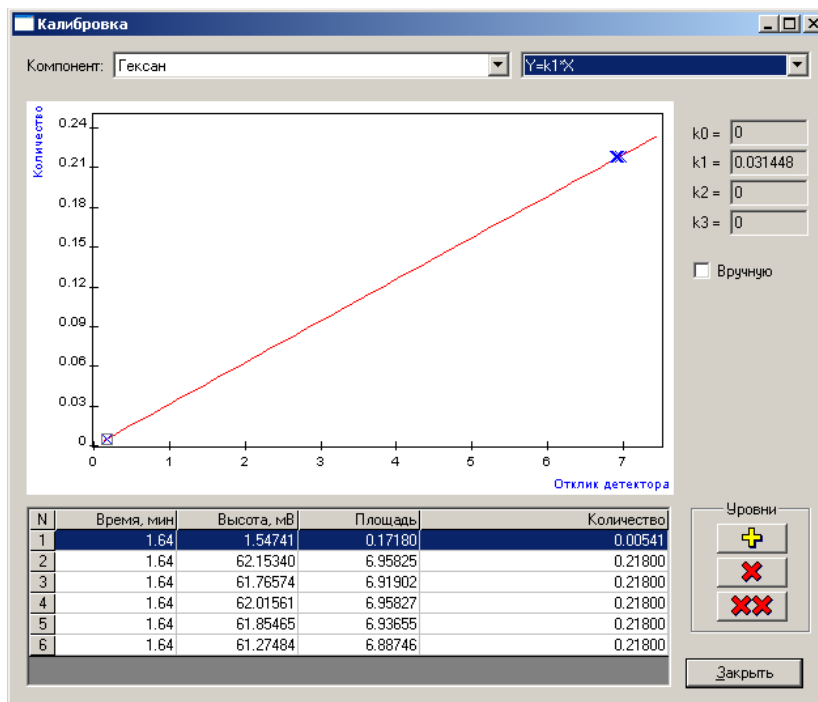 Калибровка
Компонент: Гексан Y=k1*X
Количество
0.24
0.21
0.18
0.15
0.12
0.09
0.06
0.03
0
0 1 2 3 4 5 6 7
Отклик детектора
k0 = 0
k1 = 0.031448
k2 = 0
k3 = 0
Вручную
N Время, мин Высота, мВ Площадь Количество
1 1.64 1.54741 0.17180 0.00541
2 1.64 62.15340 6.95825 0.21800
3 1.64 61.76574 6.91902 0.21800
4 1.64 62.01561 6.95827 0.21800
5 1.64 61.85465 6.93655 0.21800
6 1.64 61.27484 6.88746 0.21800
Уровни
Закрыть